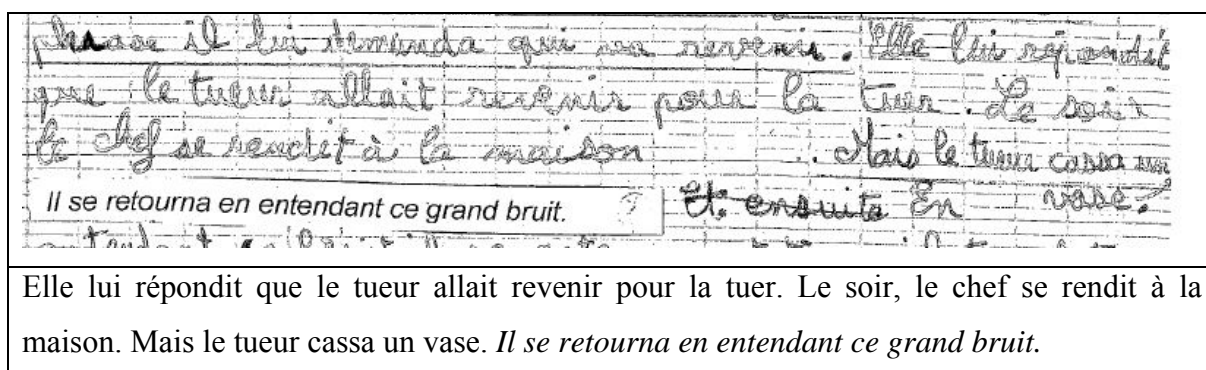 phrase il lui demanda qui va revenir. Elle lui répondit
que le tueur allait revenir pour la tuer. Le soir
le chef se rendit à la maison . Mais le tueur cassa un
vase.
Il se retourna en entendant ce grand bruit. ? Et ensuite En
Elle lui répondit que le tueur allait revenir pour la tuer. Le soir, le chef se rendit à la
maison. Mais le tueur cassa un vase. Il se retourna en entendant ce grand bruit.